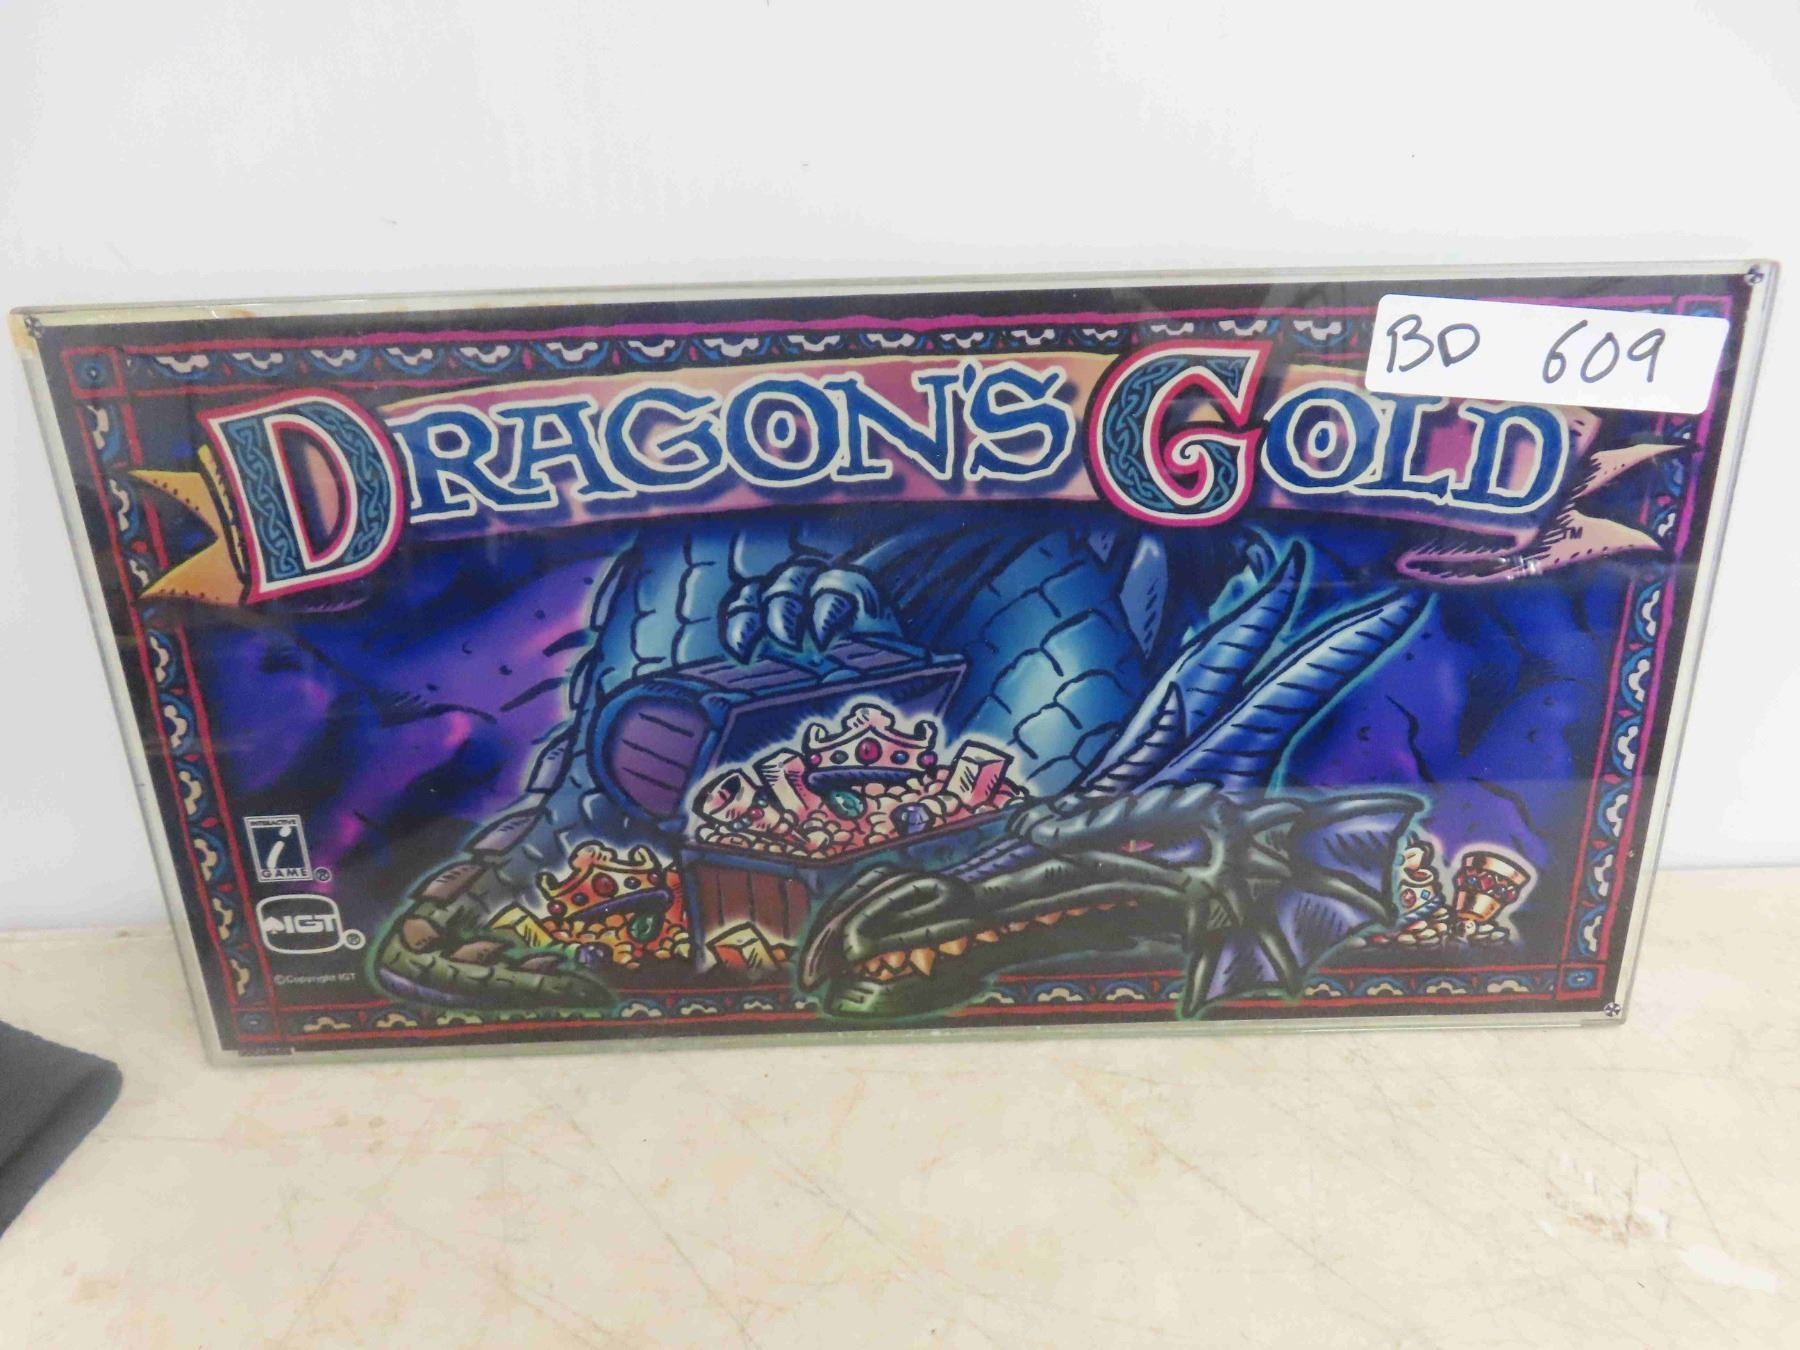 BD 609
DRAGON'S GOLD
TM
INTERACTIVE
i
GAME ®
IGT ®
©Copyright IGT